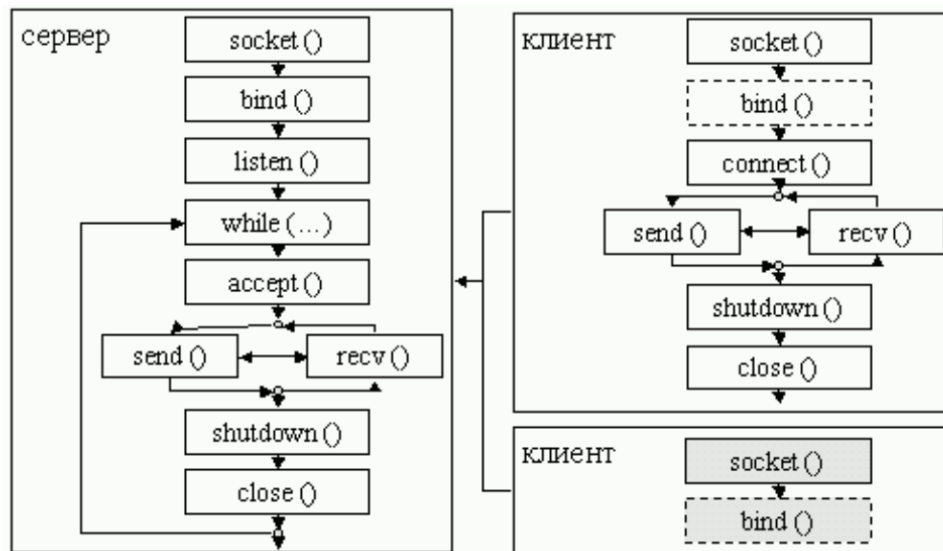 сервер
socket ()
bind ()
listen ()
while (...)
accept ()
send ()
recv ()
shutdown ()
close ()
клиент
socket ()
bind ()
connect ()
send ()
recv ()
shutdown ()
close ()
клиент
socket ()
bind ()